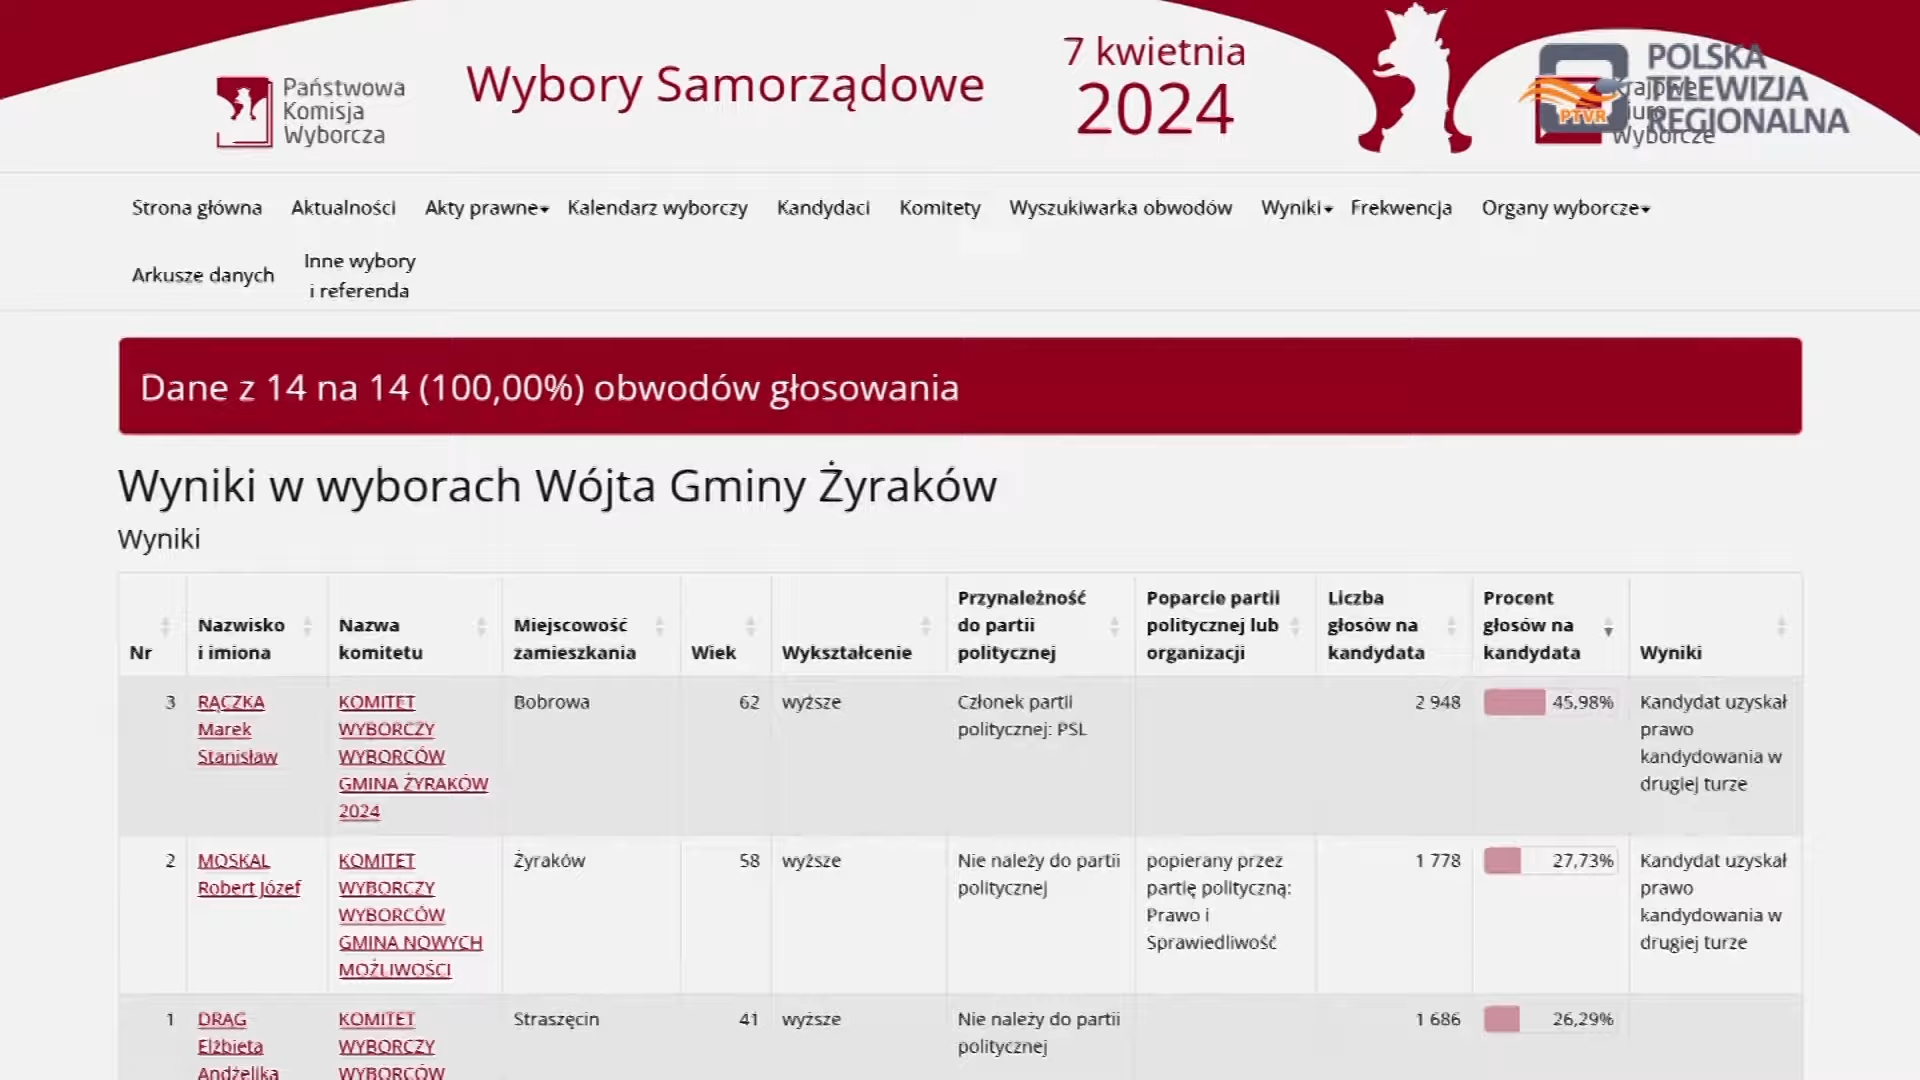 Państwowa
Komisja
Wyborcza
Wybory Samorządowe
7 kwietnia
2024
POLSKA
TELEWIZJA
REGIONALNA
PTVR
Wyborcze
Strona główna Aktualności Akty prawne Kalendarz wyborczy Kandydaci Komitety Wyszukiwarka obwodów Wyniki Frekwencja Organy wyborcze
Arkusze danych Inne wybory
i referenda
Dane z 14 na 14 (100,00%) obwodów głosowania
Wyniki w wyborach Wójta Gminy Żyraków
Wyniki
Nr
Nazwisko
i imiona
Nazwa
komitetu
Miejscowość
zamieszkania
Wiek
Wykształcenie
Przynależność
do partii
politycznej
Poparcie partii
politycznej lub
organizacji
Liczba
głosów na
kandydata
Procent
głosów na
kandydata
Wyniki
3
RĄCZKA
Marek
Stanisław
KOMITET
WYBORCZY
WYBORCÓW
GMINA ŻYRAKÓW
2024
Bobrowa
62
wyższe
Członek partii
politycznej: PSL
2 948
45,98%
Kandydat uzyskał
prawo
kandydowania w
drugiej turze
2
MOSKAL
Robert Józef
KOMITET
WYBORCZY
WYBORCÓW
GMINA NOWYCH
MOŻLIWOŚCI
Żyraków
58
wyższe
Nie należy do partii
politycznej
popierany przez
partię polityczną:
Prawo i
Sprawiedliwość
1 778
27,73%
Kandydat uzyskał
prawo
kandydowania w
drugiej turze
1
DRĄG
Elżbieta
Andżelika
KOMITET
WYBORCZY
WYBORCÓW
Straszęcin
41
wyższe
Nie należy do partii
politycznej
1 686
26,29%